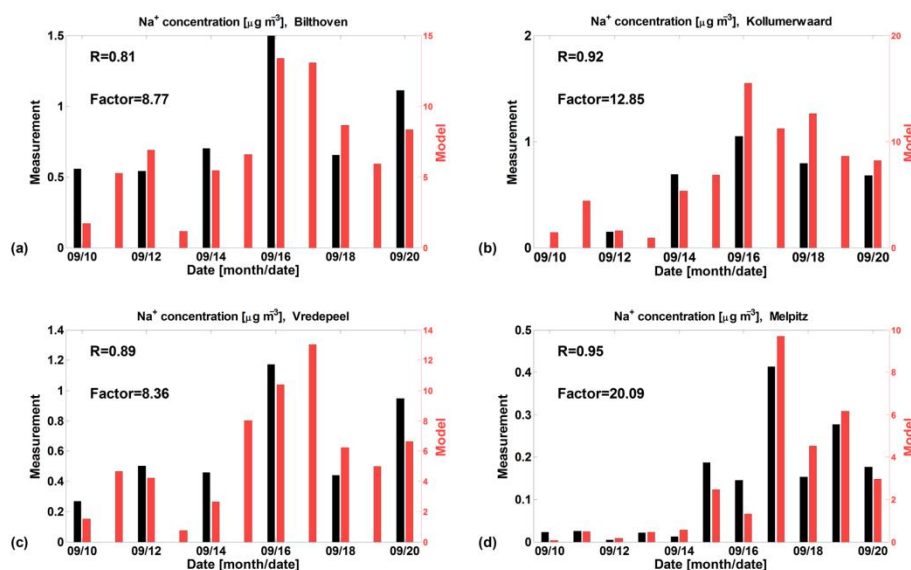 Na⁺ concentration [μg m⁻³], Bilthoven
R=0.81
Factor=8.77
Measurement
Model
1.5
1
0.5
0
15
10
5
0
09/10 09/12 09/14 09/16 09/18 09/20
Date [month/date]
(a)
Na⁺ concentration [μg m⁻³], Kollumerwaard
R=0.92
Factor=12.85
Measurement
Model
2
1
0
20
10
0
09/10 09/12 09/14 09/16 09/18 09/20
Date [month/date]
(b)
Na⁺ concentration [μg m⁻³], Vredepeel
R=0.89
Factor=8.36
Measurement
Model
1.4
1.2
1
0.8
0.6
0.4
0.2
0
14
12
10
8
6
4
2
0
09/10 09/12 09/14 09/16 09/18 09/20
Date [month/date]
(c)
Na⁺ concentration [μg m⁻³], Melpitz
R=0.95
Factor=20.09
Measurement
Model
0.5
0.4
0.3
0.2
0.1
0
10
8
6
4
2
0
09/10 09/12 09/14 09/16 09/18 09/20
Date [month/date]
(d)